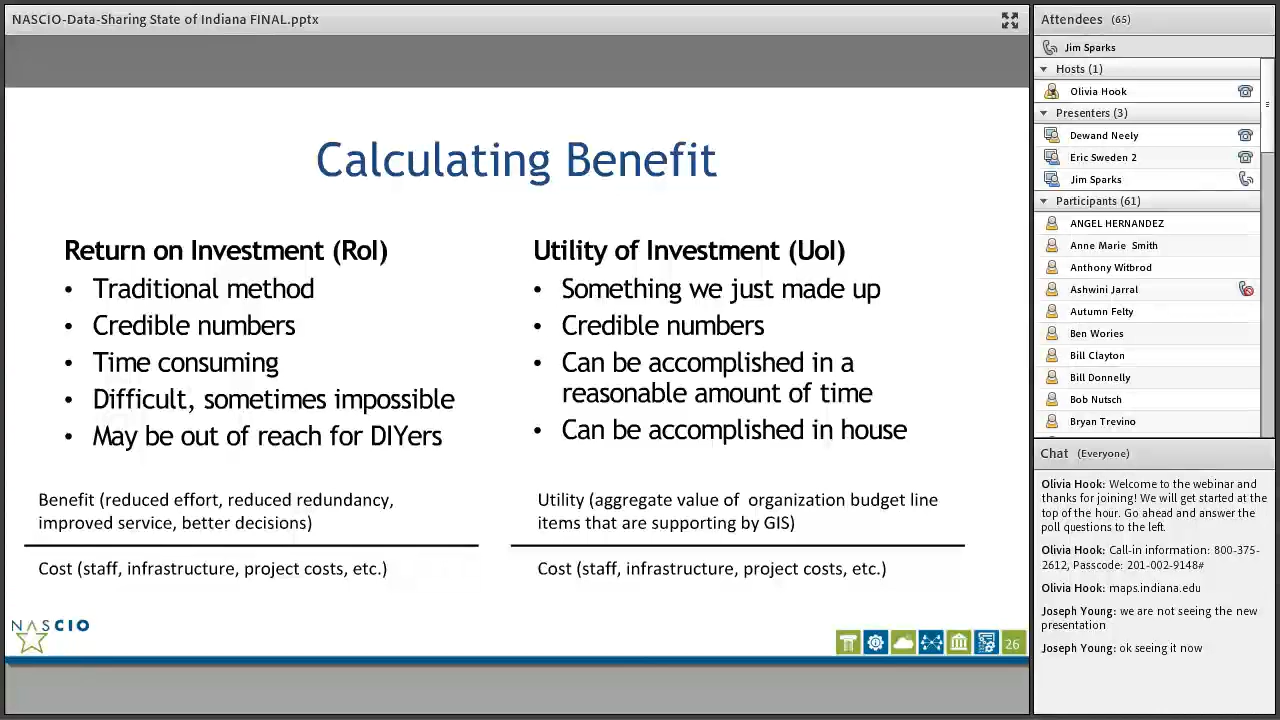 NASCIO-Data-Sharing State of Indiana FINAL.pptx
Calculating Benefit
Return on Investment (RoI)
• Traditional method
• Credible numbers
• Time consuming
• Difficult, sometimes impossible
• May be out of reach for DIYers
Benefit (reduced effort, reduced redundancy,
improved service, better decisions)
Cost (staff, infrastructure, project costs, etc.)
Utility of Investment (UoI)
• Something we just made up
• Credible numbers
• Can be accomplished in a
reasonable amount of time
• Can be accomplished in house
Utility (aggregate value of organization budget line
items that are supporting by GIS)
Cost (staff, infrastructure, project costs, etc.)
NASCIO
26
Attendees (65)
Jim Sparks
Hosts (1)
Olivia Hook
Presenters (3)
Dewand Neely
Eric Sweden 2
Jim Sparks
Participants (61)
ANGEL HERNANDEZ
Anne Marie Smith
Anthony Witbrod
Ashwini Jarral
Autumn Felty
Ben Wories
Bill Clayton
Bill Donnelly
Bob Nutsch
Bryan Trevino
Chat (Everyone)
Olivia Hook: Welcome to the webinar and
thanks for joining! We will get started at the
top of the hour. Go ahead and answer the
poll questions to the left.
Olivia Hook: Call-in information: 800-375-
2612, Passcode: 201-002-9148#
Olivia Hook: maps.indiana.edu
Joseph Young: we are not seeing the new
presentation
Joseph Young: ok seeing it now